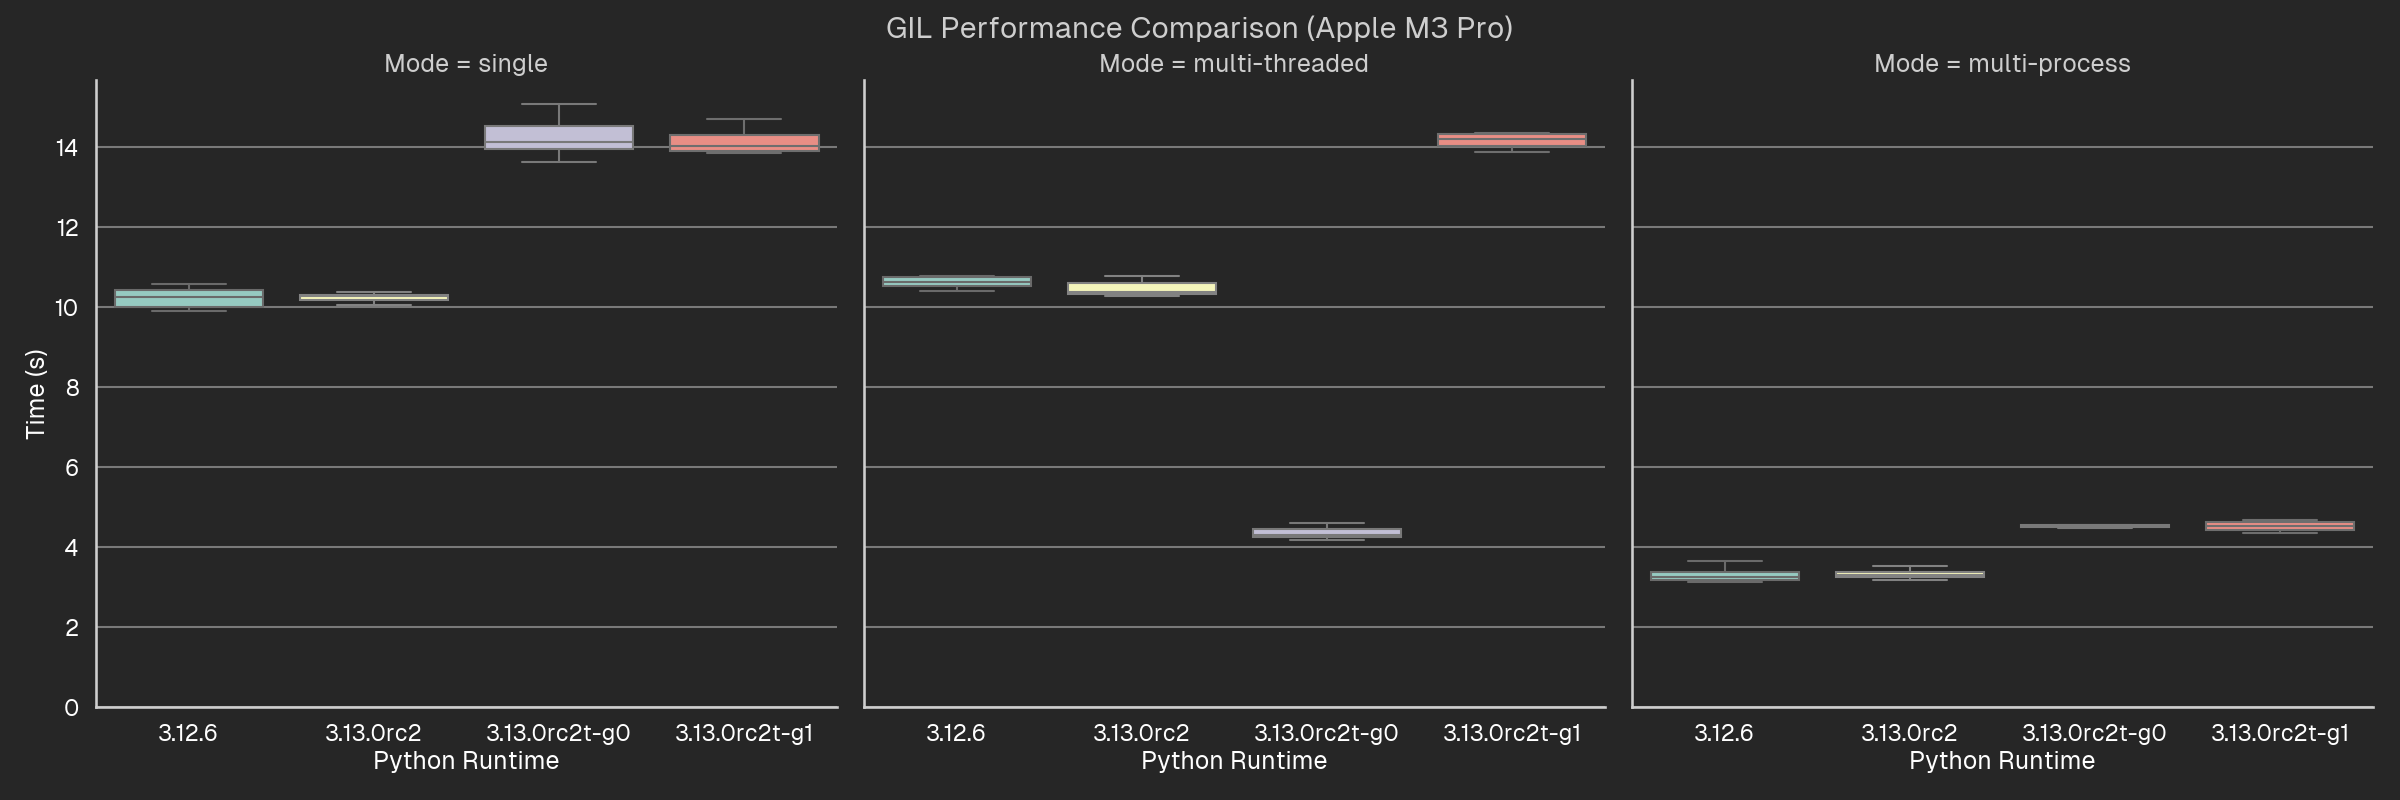 GIL Performance Comparison (Apple M3 Pro)
Mode = single
Mode = multi-threaded
Mode = multi-process
Time (s)
14
12
10
8
6
4
2
0
3.12.6 3.13.0rc2 3.13.0rc2t-g0 3.13.0rc2t-g1
Python Runtime
3.12.6 3.13.0rc2 3.13.0rc2t-g0 3.13.0rc2t-g1
Python Runtime
3.12.6 3.13.0rc2 3.13.0rc2t-g0 3.13.0rc2t-g1
Python Runtime